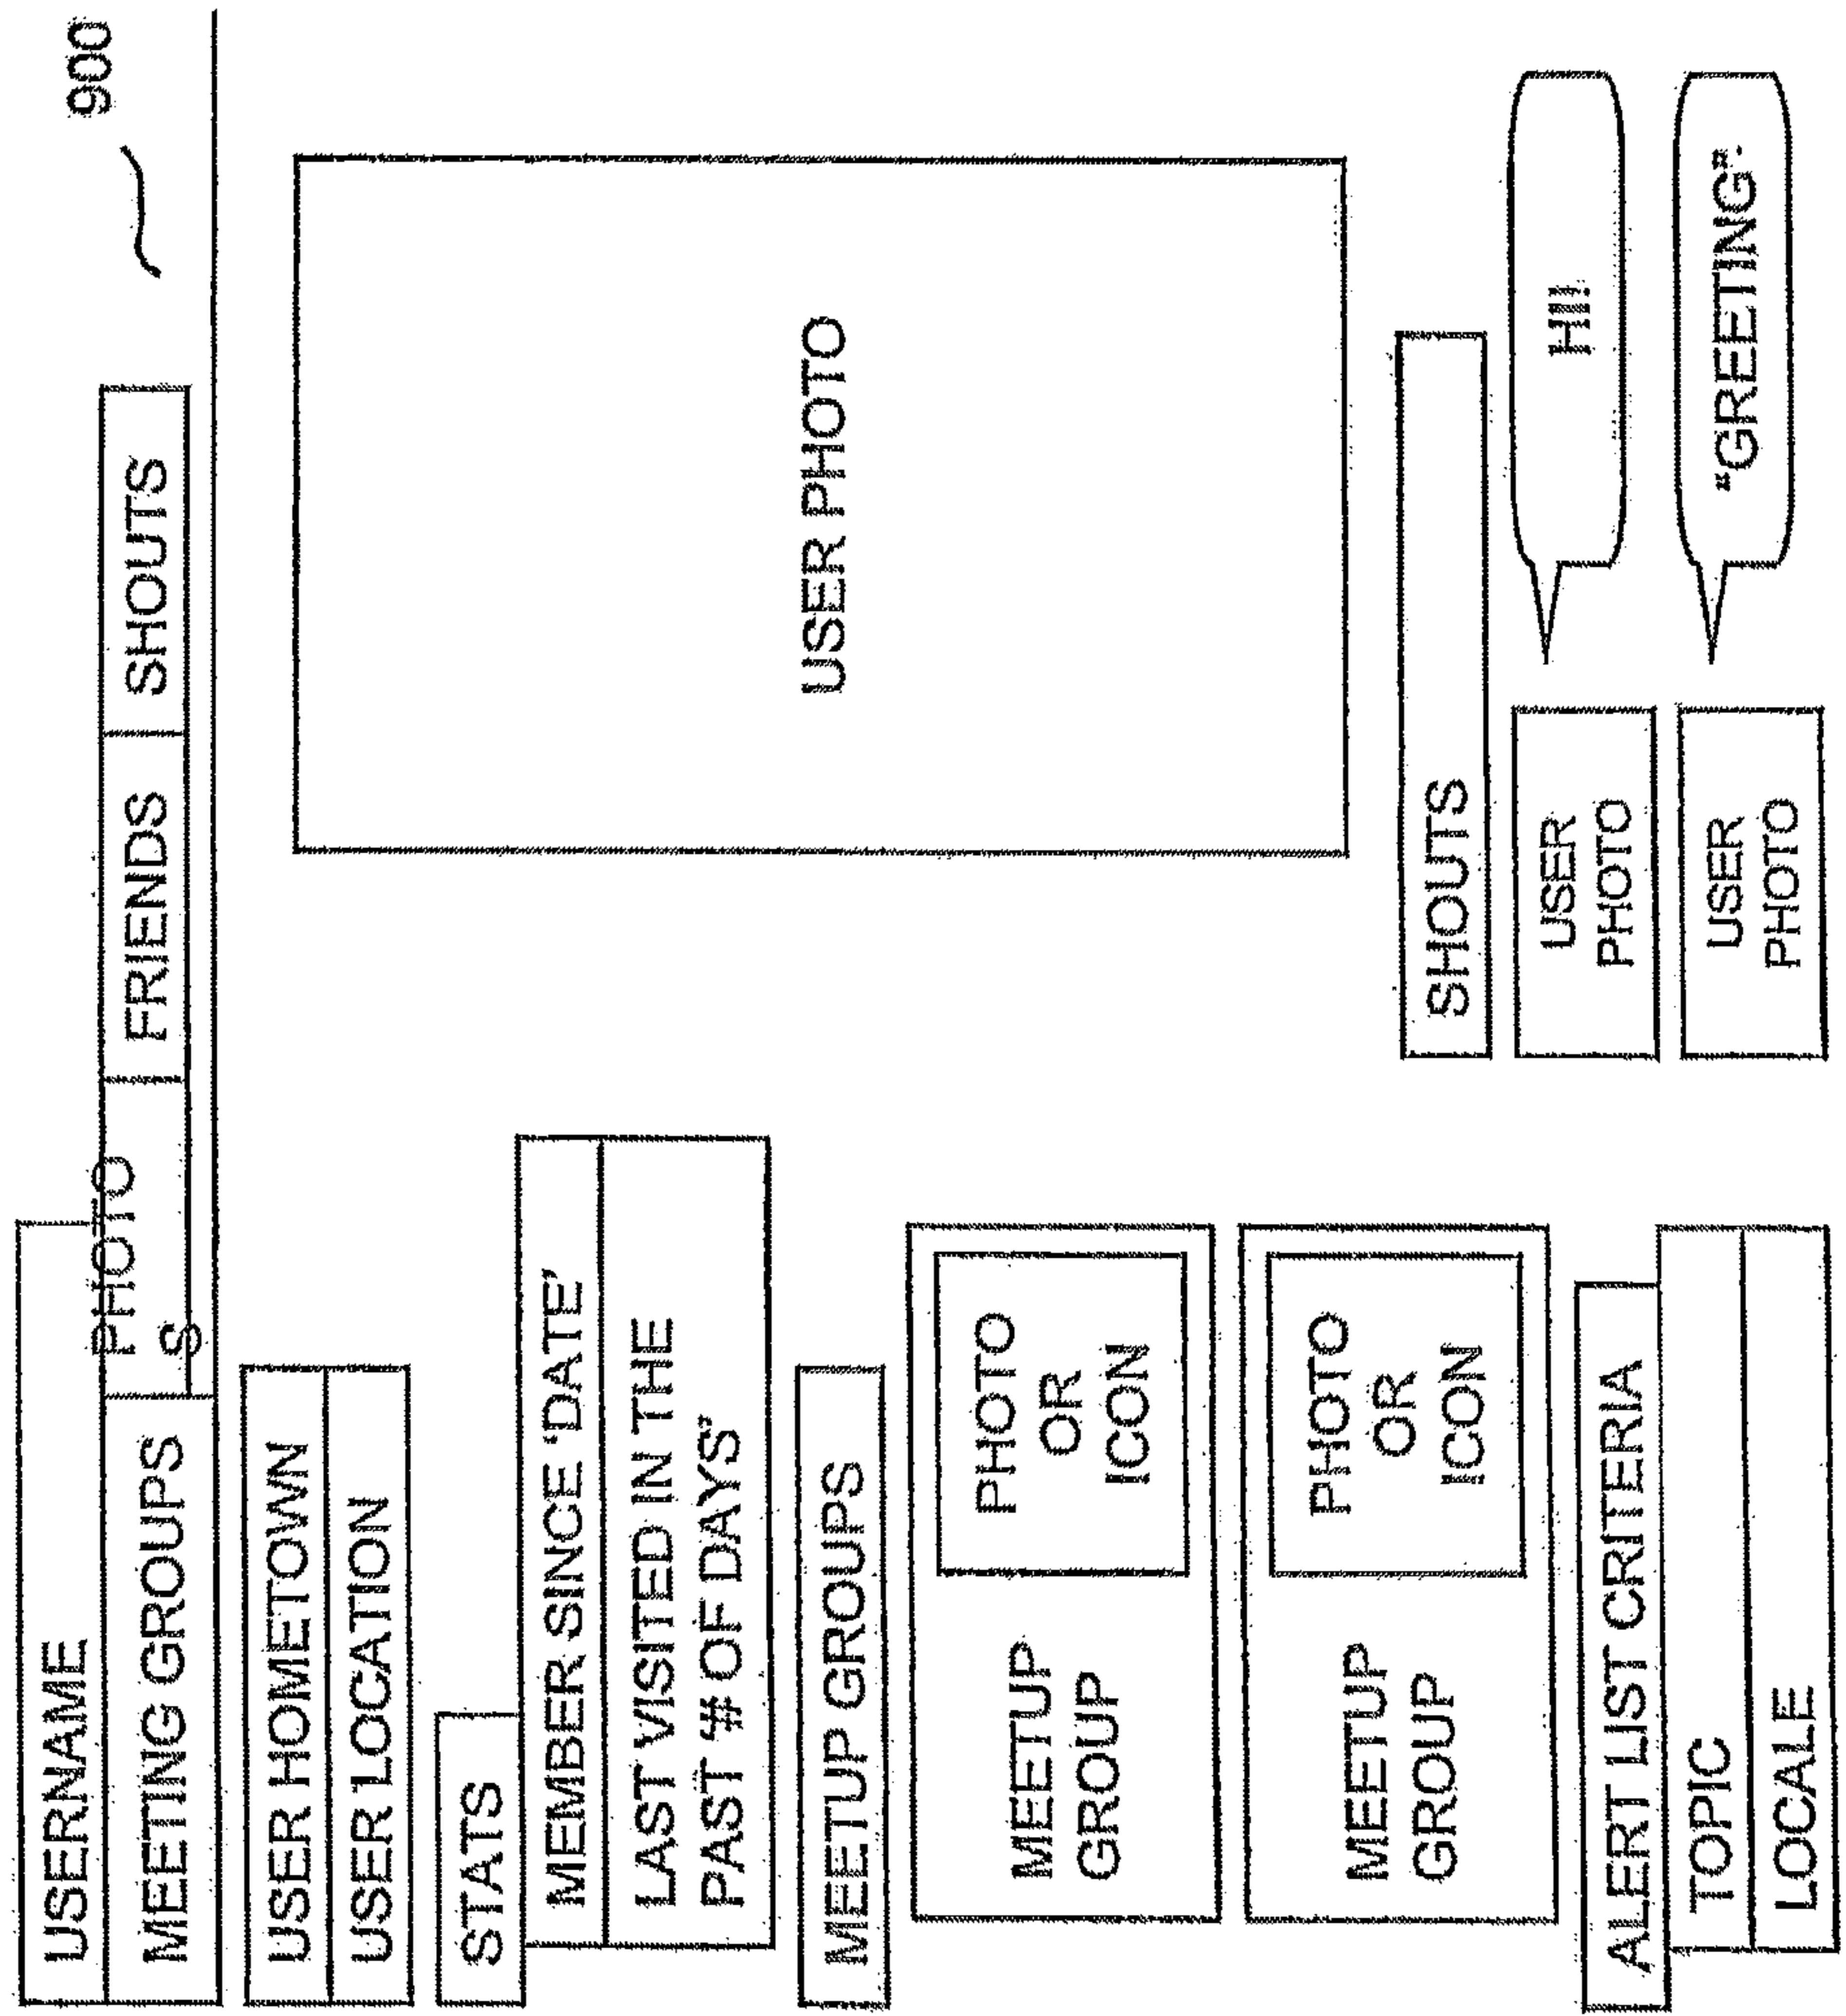 900
USERNAME
MEETING GROUPS
PHOTO
S
FRIENDS
SHOUTS
USER HOMETOWN
USER LOCATION
STATS
MEMBER SINCE 'DATE'
LAST VISITED IN THE
PAST "# OF DAYS"
MEETUP GROUPS
MEETUP
GROUP
PHOTO
OR
ICON
MEETUP
GROUP
PHOTO
OR
ICON
ALERT LIST CRITERIA
TOPIC
LOCALE
USER PHOTO
SHOUTS
USER
PHOTO
HI!
USER
PHOTO
"GREETING".